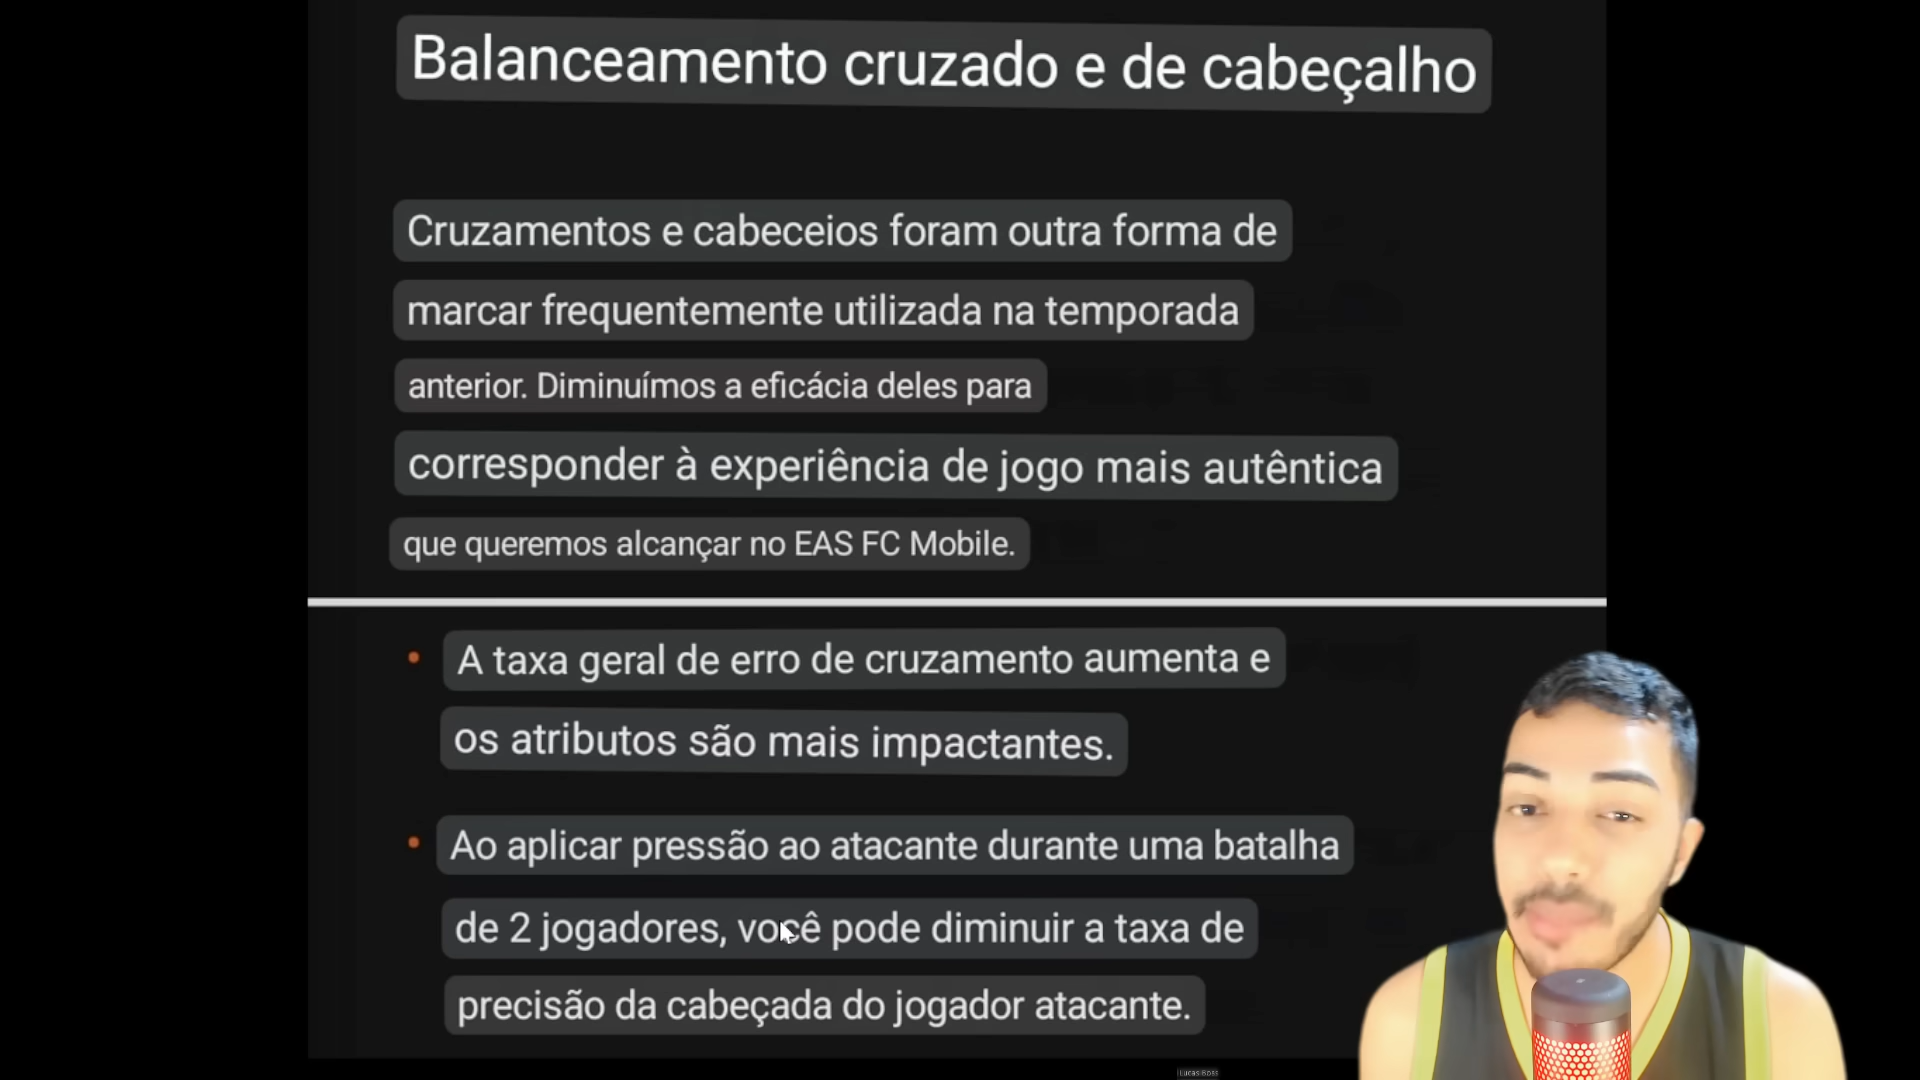 Balanceamento cruzado e de cabeçalho
Cruzamentos e cabeceios foram outra forma de
marcar frequentemente utilizada na temporada
anterior. Diminuímos a eficácia deles para
corresponder à experiência de jogo mais autêntica
que queremos alcançar no EAS FC Mobile.
A taxa geral de erro de cruzamento aumenta e
os atributos são mais impactantes.
Ao aplicar pressão ao atacante durante uma batalha
de 2 jogadores, você pode diminuir a taxa de
precisão da cabeçada do jogador atacante.
Lucas Boss